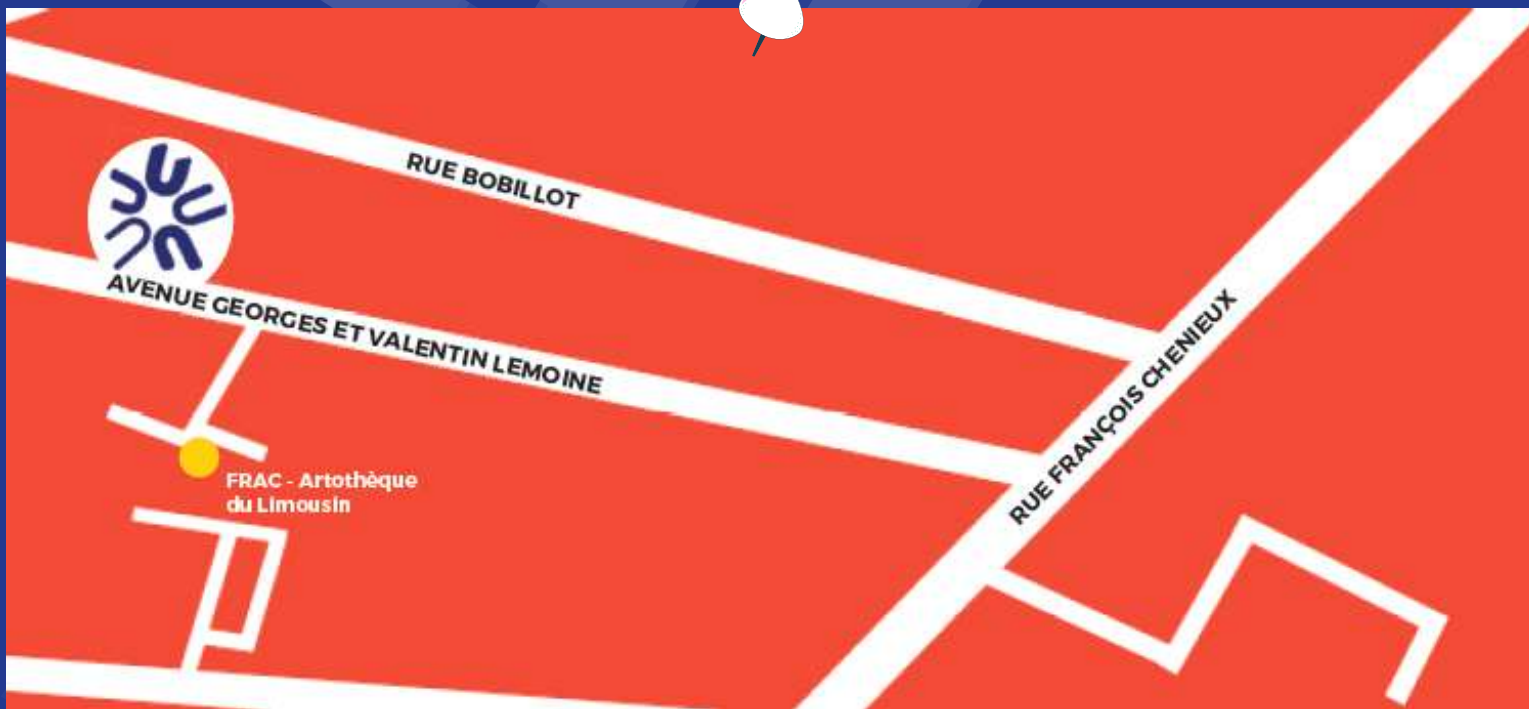 RUE BOBILLOT
AVENUE GEORGES ET VALENTIN LEMOINE
RUE FRANÇOIS CHENIEUX
FRAC - Artothèque
du Limousin